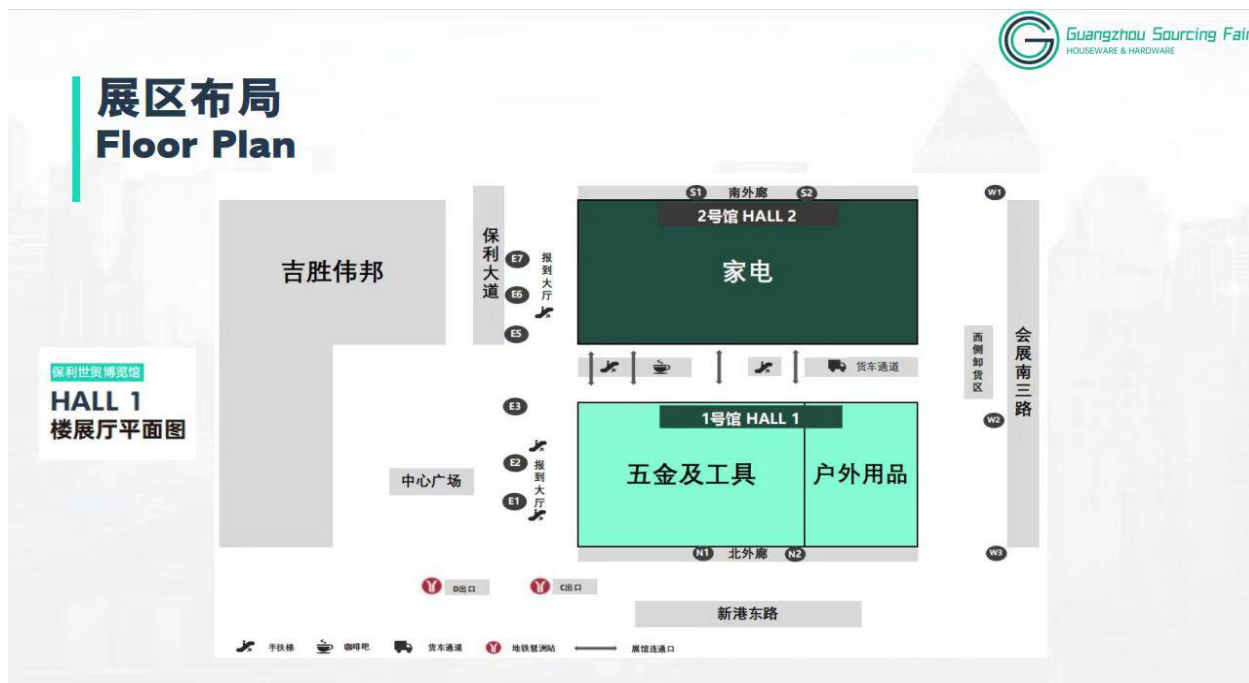 Guangzhou Sourcing Fair
HOUSEWARE & HARDWARE
展区布局
Floor Plan
保利世贸博览馆
HALL 1
楼展厅平面图
吉胜伟邦
保利大道
E7
E6
E5
报到大厅
S1
南外廊
S2
2号馆 HALL 2
家电
W1
货车通道
西侧卸货区
会展南三路
E3
E2
E1
报到大厅
中心广场
1号馆 HALL 1
五金及工具
户外用品
W2
N1
北外廊
N2
W3
D出口
C出口
新港东路
手扶梯
咖啡吧
货车通道
地铁琶洲站
展馆连通口